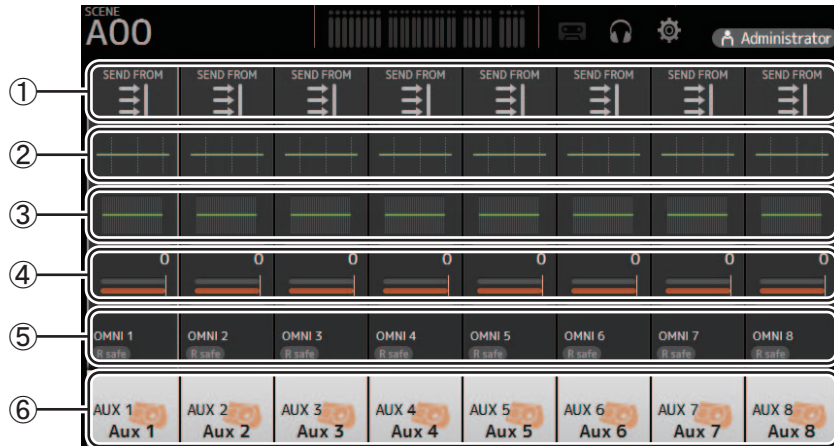 SCENE
A00
Administrator
① SEND FROM SEND FROM SEND FROM SEND FROM SEND FROM SEND FROM SEND FROM SEND FROM
②
③
④ 0 0 0 0 0 0 0 0
⑤ OMNI 1 OMNI 2 OMNI 3 OMNI 4 OMNI 5 OMNI 6 OMNI 7 OMNI 8
R safe R safe R safe R safe R safe R safe R safe R safe
⑥ AUX 1 AUX 2 AUX 3 AUX 4 AUX 5 AUX 6 AUX 7 AUX 8
Aux 1 Aux 2 Aux 3 Aux 4 Aux 5 Aux 6 Aux 7 Aux 8